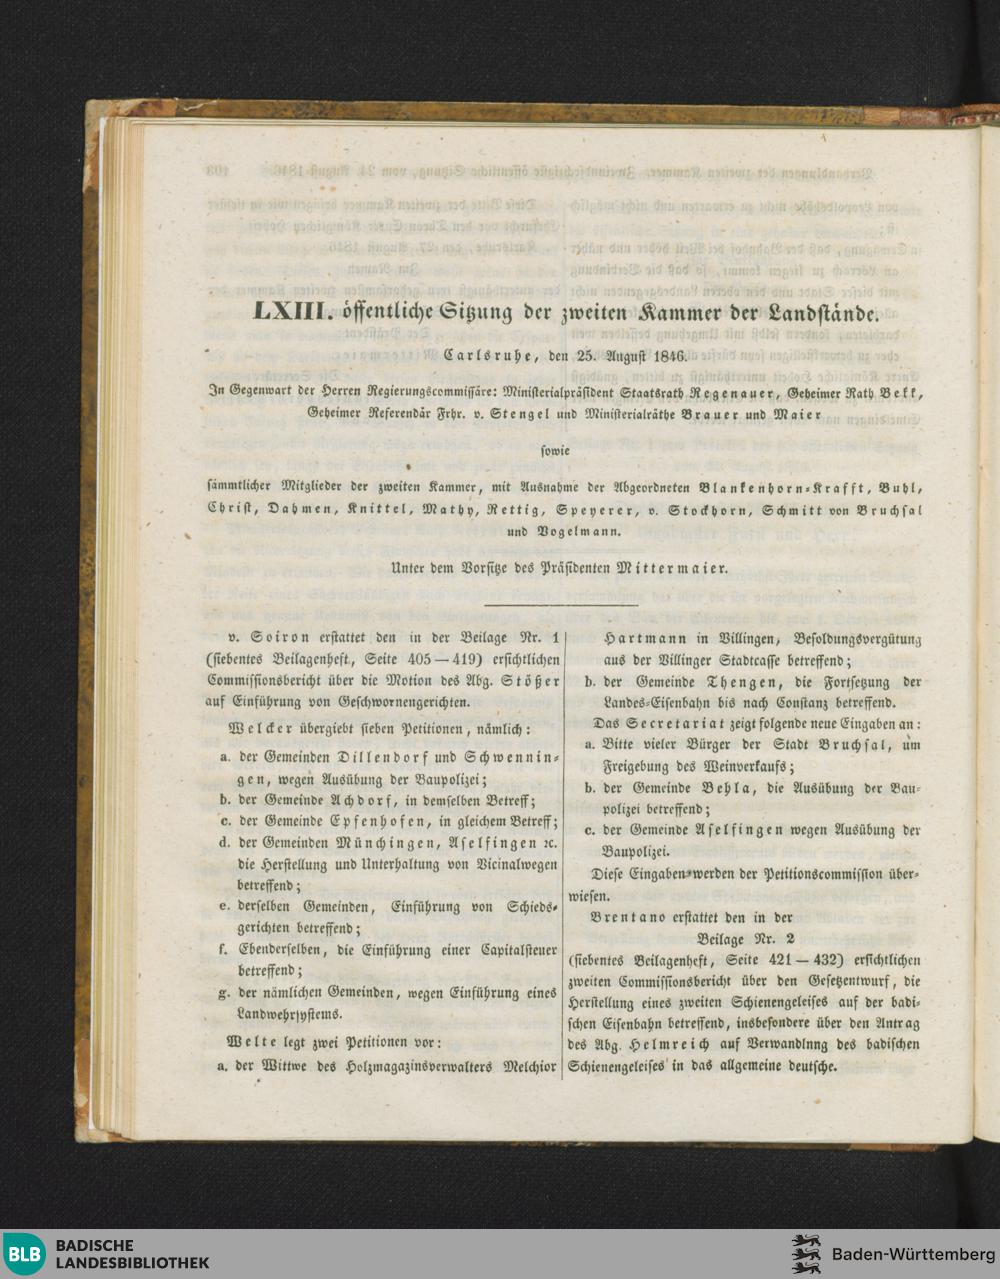 LXIII. öffentliche Sitzung der zweiten Kammer der Landstände.
Carlsruhe, den 25. August 1846.
In Gegenwart der Herren Regierungscommissäre: Ministerialpräsident Staatsrath Regenauer, Geheimer Rath Bekk,
Geheimer Referendär Frhr. v. Stengel und Ministerialräthe Brauer und Maier
sowie
sämmtlicher Mitglieder der zweiten Kammer, mit Ausnahme der Abgeordneten Blankenhorn-Krafft, Buhl,
Christ, Dahmen, Knittel, Mathy, Rettig, Speyerer, v. Stockhorn, Schmitt von Bruchsal
und Vogelmann.
Unter dem Vorsitze des Präsidenten Mittermaier.
v. Soiron erstattet den in der Beilage Nr. 1
(siebentes Beilagenheft, Seite 405—419) ersichtlichen
Commissionsbericht über die Motion des Abg. Stößer
auf Einführung von Geschwornengerichten.
Welcker übergiebt sieben Petitionen, nämlich:
a. der Gemeinden Dillendorf und Schwennin-
gen, wegen Ausübung der Baupolizei;
b. der Gemeinde Achdorf, in demselben Betreff;
c. der Gemeinde Epfenhofen, in gleichem Betreff;
d. der Gemeinden Münchingen, Aselfingen ꝛc.
die Herstellung und Unterhaltung von Vicinalwegen
betreffend;
e. derselben Gemeinden, Einführung von Schieds-
gerichten betreffend;
f. Ebenderselben, die Einführung einer Capitalsteuer
betreffend;
g. der nämlichen Gemeinden, wegen Einführung eines
Landwehrsystems.
Welte legt zwei Petitionen vor:
a. der Wittwe des Holzmagazinsverwalters Melchior
Hartmann in Villingen, Besoldungsvergütung
aus der Villinger Stadtcasse betreffend;
b. der Gemeinde Thengen, die Fortsetzung der
Landes-Eisenbahn bis nach Constanz betreffend.
Das Secretariat zeigt folgende neue Eingaben an:
a. Bitte vieler Bürger der Stadt Bruchsal, um
Freigebung des Weinverkaufs;
b. der Gemeinde Behla, die Ausübung der Bau-
polizei betreffend;
c. der Gemeinde Aselfingen wegen Ausübung der
Baupolizei.
Diese Eingaben werden der Petitionscommission über-
wiesen.
Brentano erstattet den in der
Beilage Nr. 2
(siebentes Beilagenheft, Seite 421—432) ersichtlichen
zweiten Commissionsbericht über den Gesetzentwurf, die
Herstellung eines zweiten Schienengeleises auf der badi-
schen Eisenbahn betreffend, insbesondere über den Antrag
des Abg. Helmreich auf Verwandlnng des badischen
Schienengeleises in das allgemeine deutsche.
BLB
BADISCHE
LANDESBIBLIOTHEK
Baden-Württemberg